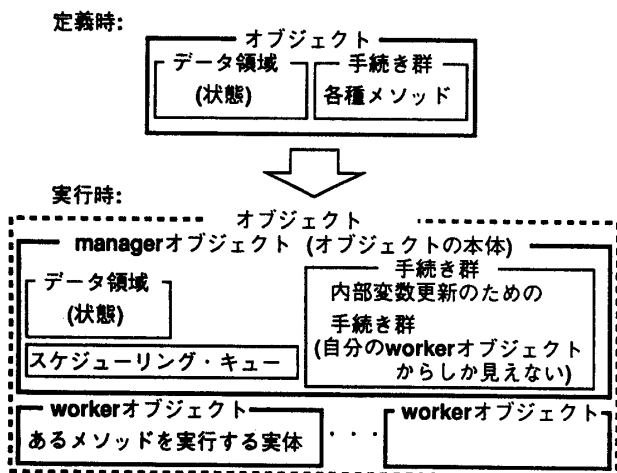 定義時:
オブジェクト
データ領域
(状態)
手続き群
各種メソッド
実行時:
オブジェクト
managerオブジェクト (オブジェクトの本体)
データ領域
(状態)
スケジューリング・キュー
手続き群
内部変数更新のための
手続き群
(自分のworkerオブジェクト
からしか見えない)
workerオブジェクト
あるメソッドを実行する実体
・・・
workerオブジェクト